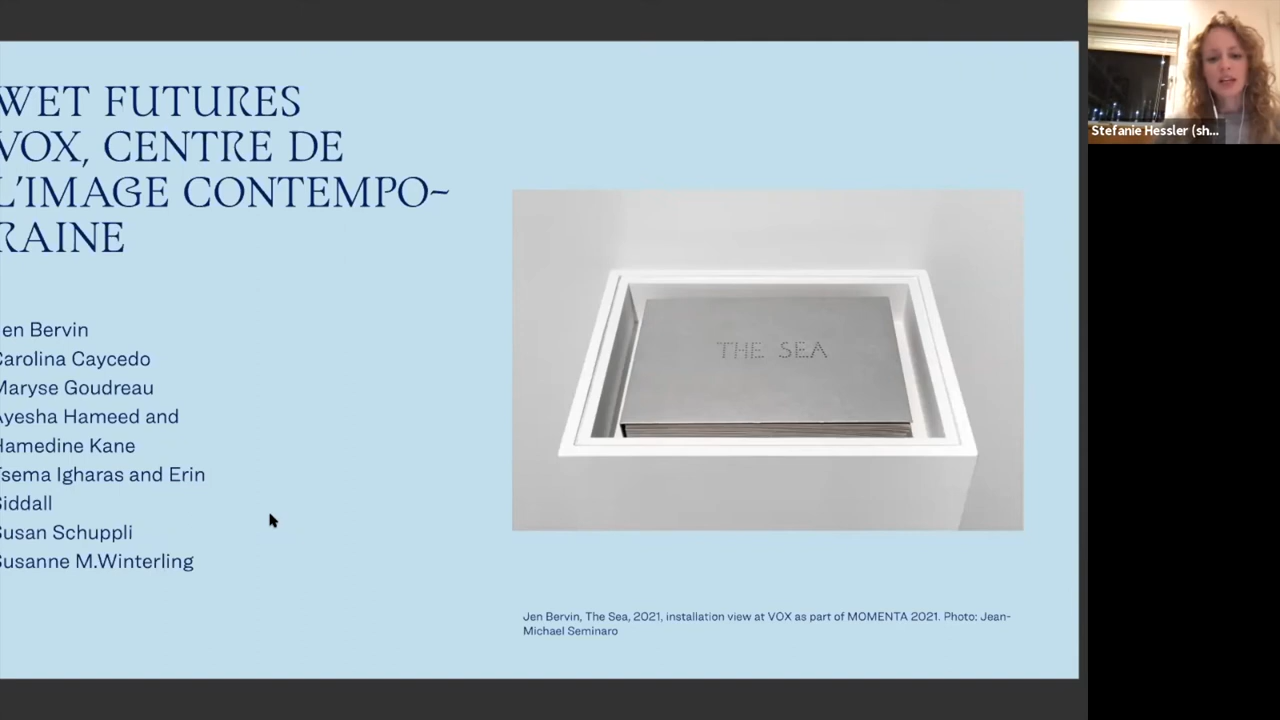 WET FUTURES
VOX, CENTRE DE
L'IMAGE CONTEMPO~
RAINE
Jen Bervin
Carolina Caycedo
Maryse Goudreau
Ayesha Hameed and
Hamedine Kane
Tsema Igharas and Erin
Siddall
Susan Schuppli
Susanne M.Winterling
THE SEA
Jen Bervin, The Sea, 2021, installation view at VOX as part of MOMENTA 2021. Photo: Jean-
Michael Seminaro
Stefanie Hessler (sh...